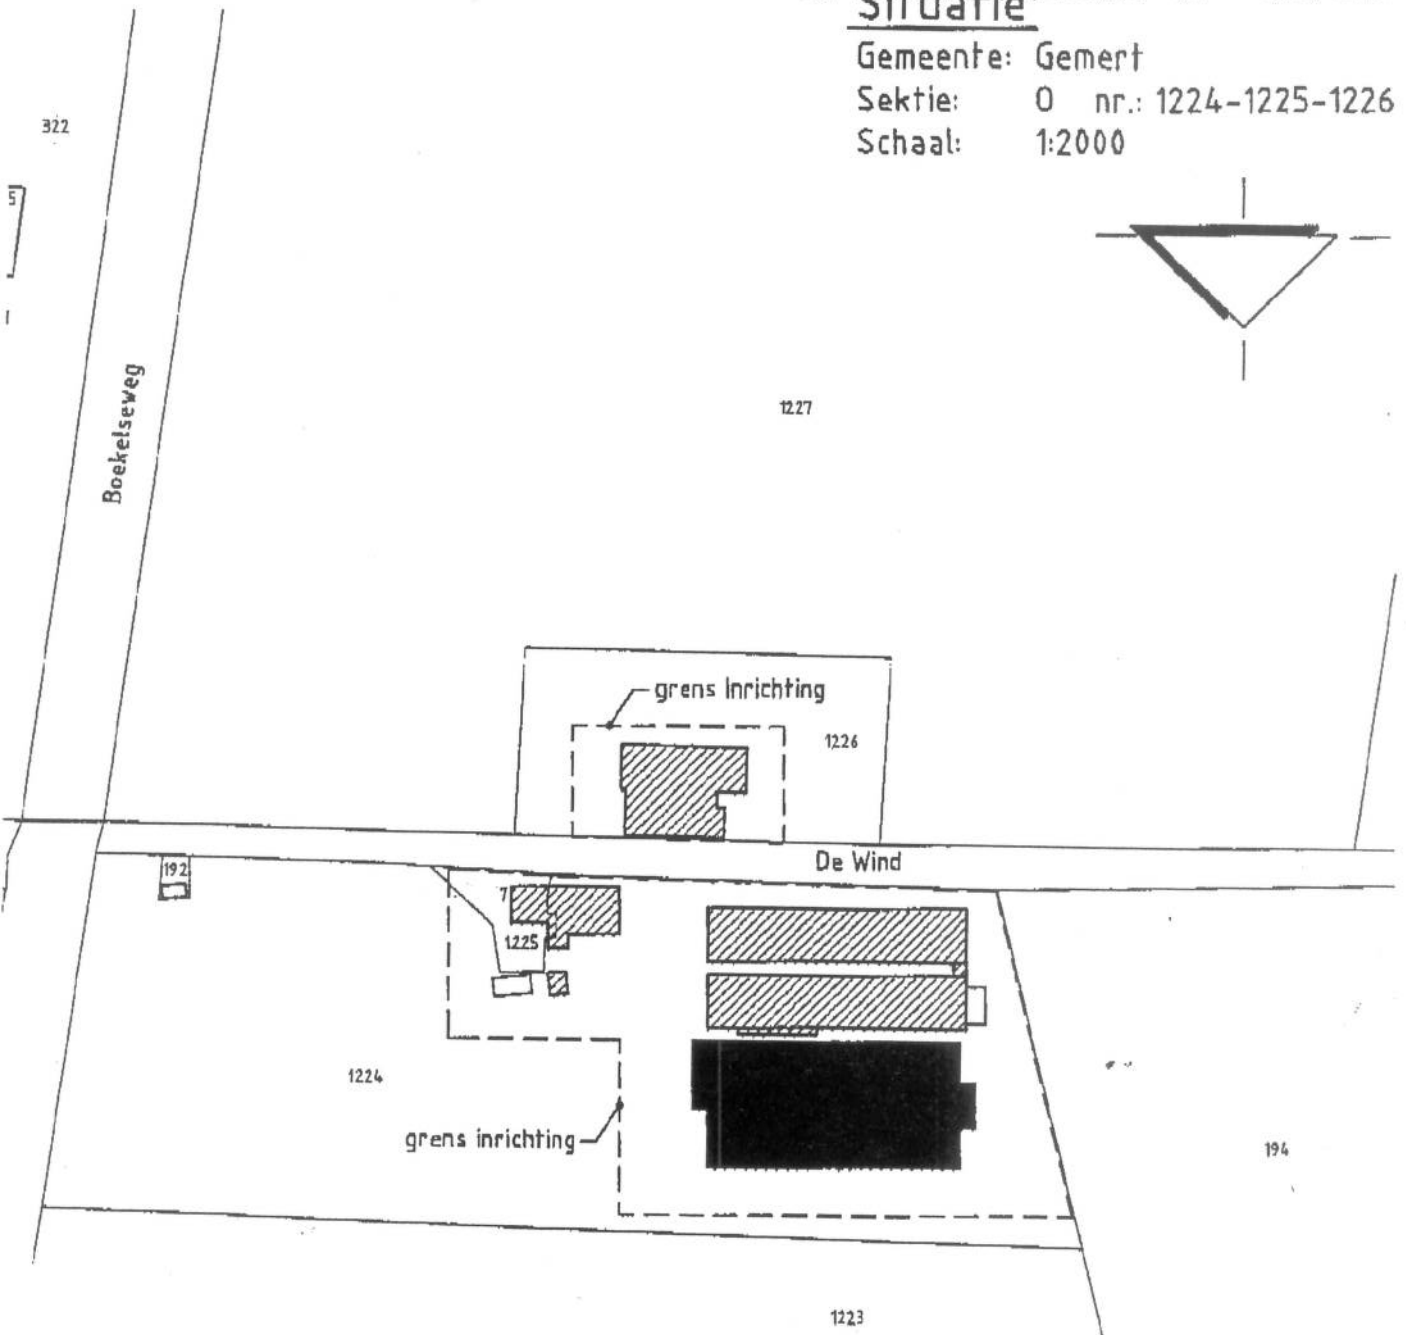 Situatie
Gemeente: Gemert
Sektie: O nr.: 1224-1225-1226
Schaal: 1:2000
322
5
Boekelseweg
1227
grens inrichting
1226
De Wind
192
7
1225
1224
grens inrichting
194
1223